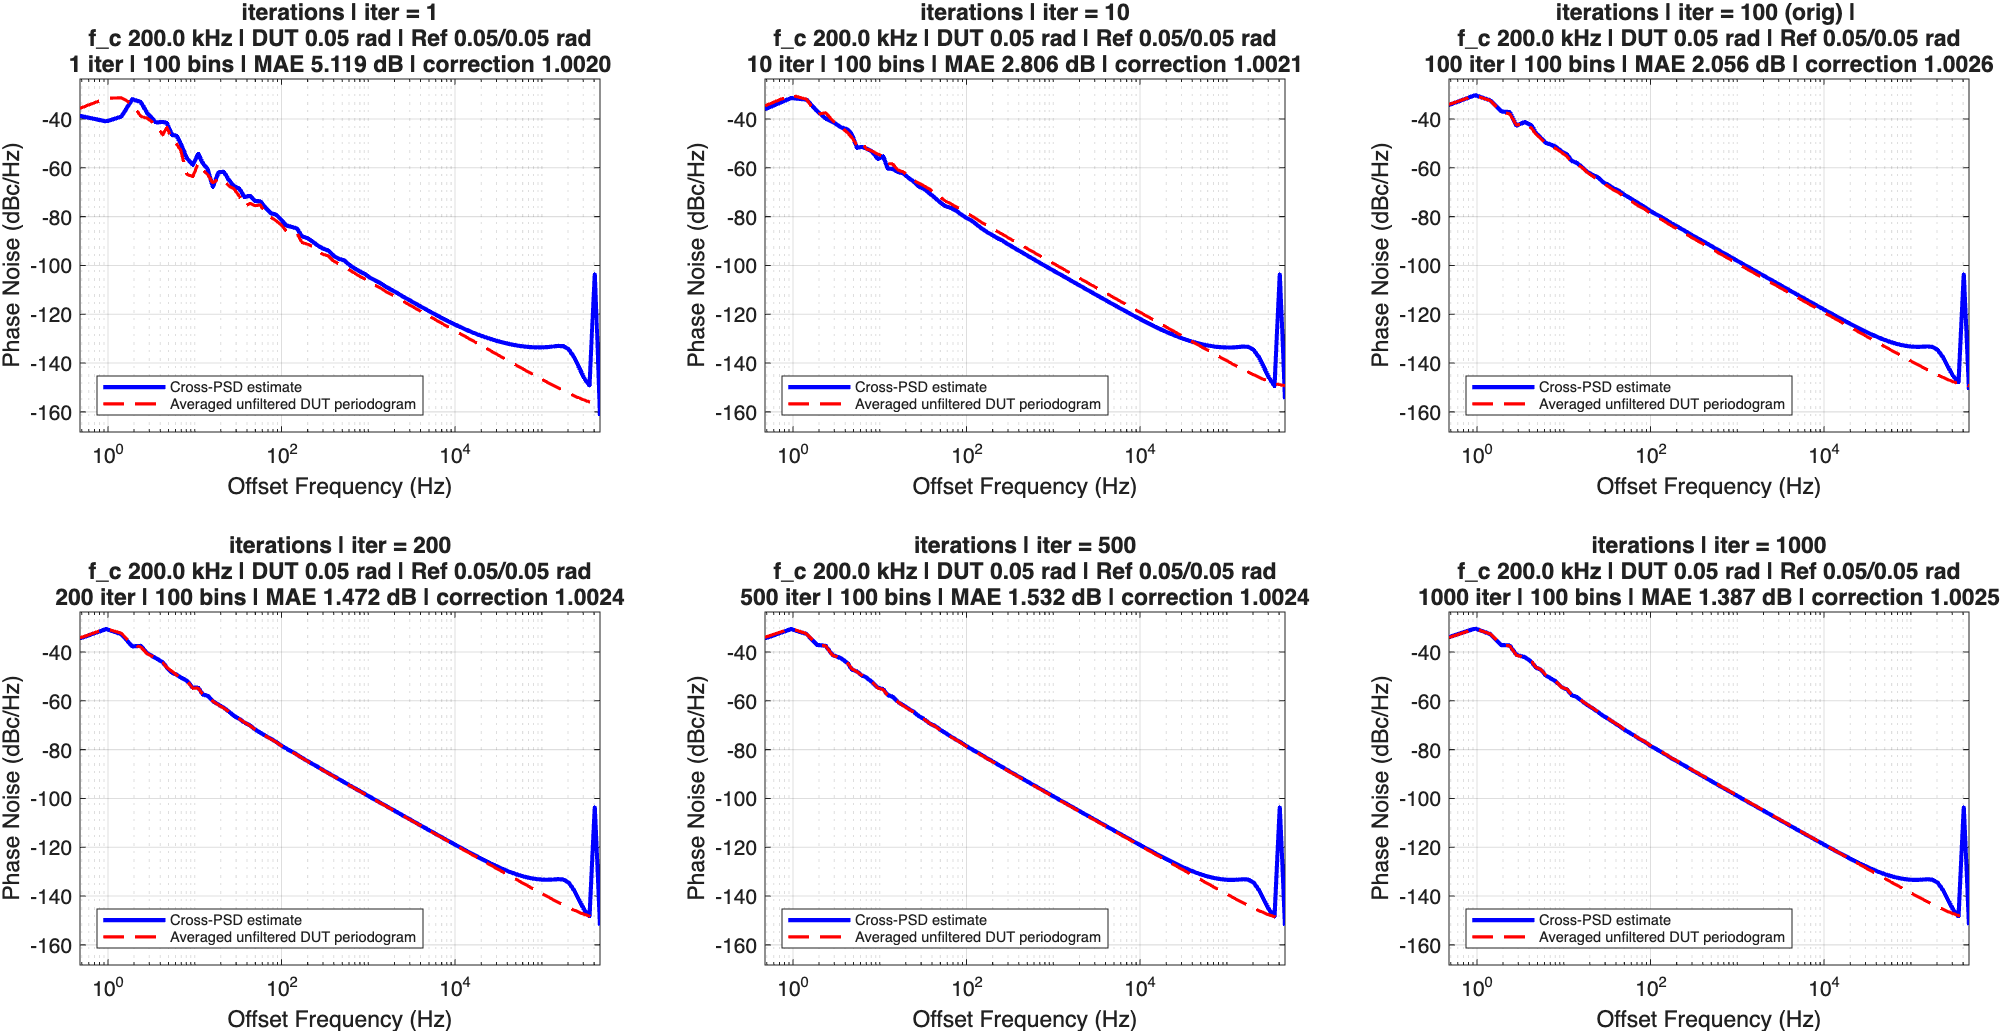 iterations | iter = 1
f_c 200.0 kHz | DUT 0.05 rad | Ref 0.05/0.05 rad
1 iter | 100 bins | MAE 5.119 dB | correction 1.0020
-40
-60
-80
-100
-120
-140
-160
Phase Noise (dBc/Hz)
Cross-PSD estimate
Averaged unfiltered DUT periodogram
10^0
10^2
10^4
Offset Frequency (Hz)
iterations | iter = 10
f_c 200.0 kHz | DUT 0.05 rad | Ref 0.05/0.05 rad
10 iter | 100 bins | MAE 2.806 dB | correction 1.0021
-40
-60
-80
-100
-120
-140
-160
Phase Noise (dBc/Hz)
Cross-PSD estimate
Averaged unfiltered DUT periodogram
10^0
10^2
10^4
Offset Frequency (Hz)
iterations | iter = 100 (orig) |
f_c 200.0 kHz | DUT 0.05 rad | Ref 0.05/0.05 rad
100 iter | 100 bins | MAE 2.056 dB | correction 1.0026
-40
-60
-80
-100
-120
-140
-160
Phase Noise (dBc/Hz)
Cross-PSD estimate
Averaged unfiltered DUT periodogram
10^0
10^2
10^4
Offset Frequency (Hz)
iterations | iter = 200
f_c 200.0 kHz | DUT 0.05 rad | Ref 0.05/0.05 rad
200 iter | 100 bins | MAE 1.472 dB | correction 1.0024
-40
-60
-80
-100
-120
-140
-160
Phase Noise (dBc/Hz)
Cross-PSD estimate
Averaged unfiltered DUT periodogram
10^0
10^2
10^4
Offset Frequency (Hz)
iterations | iter = 500
f_c 200.0 kHz | DUT 0.05 rad | Ref 0.05/0.05 rad
500 iter | 100 bins | MAE 1.532 dB | correction 1.0024
-40
-60
-80
-100
-120
-140
-160
Phase Noise (dBc/Hz)
Cross-PSD estimate
Averaged unfiltered DUT periodogram
10^0
10^2
10^4
Offset Frequency (Hz)
iterations | iter = 1000
f_c 200.0 kHz | DUT 0.05 rad | Ref 0.05/0.05 rad
1000 iter | 100 bins | MAE 1.387 dB | correction 1.0025
-40
-60
-80
-100
-120
-140
-160
Phase Noise (dBc/Hz)
Cross-PSD estimate
Averaged unfiltered DUT periodogram
10^0
10^2
10^4
Offset Frequency (Hz)